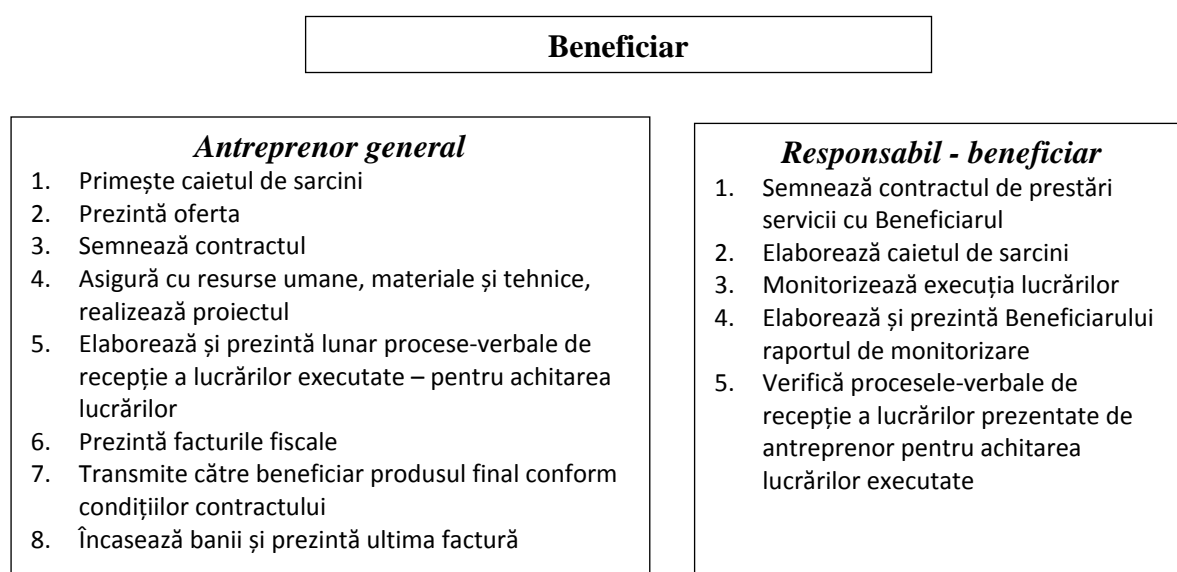 Beneficiar
Antreprenor general
1. Primește caietul de sarcini
2. Prezintă oferta
3. Semnează contractul
4. Asigură cu resurse umane, materiale și tehnice,
realizează proiectul
5. Elaborează și prezintă lunar procese-verbale de
recepție a lucrărilor executate – pentru achitarea
lucrărilor
6. Prezintă facturile fiscale
7. Transmite către beneficiar produsul final conform
condițiilor contractului
8. Încasează banii și prezintă ultima factură
Responsabil - beneficiar
1. Semnează contractul de prestări
servicii cu Beneficiarul
2. Elaborează caietul de sarcini
3. Monitorizează execuția lucrărilor
4. Elaborează și prezintă Beneficiarului
raportul de monitorizare
5. Verifică procesele-verbale de
recepție a lucrărilor prezentate de
antreprenor pentru achitarea
lucrărilor executate